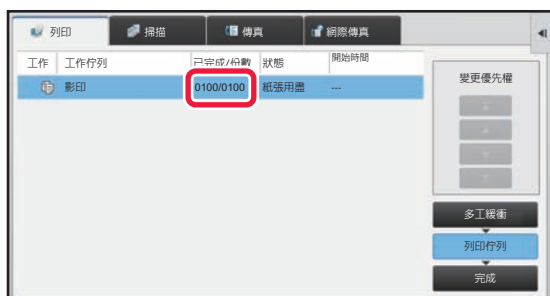 列印 掃描 傳真 網際傳真
工作 工作佇列 已完成/份數 狀態 開始時間
影印 0100/0100 紙張用盡 ---
變更優先權
多工緩衝
列印佇列
完成